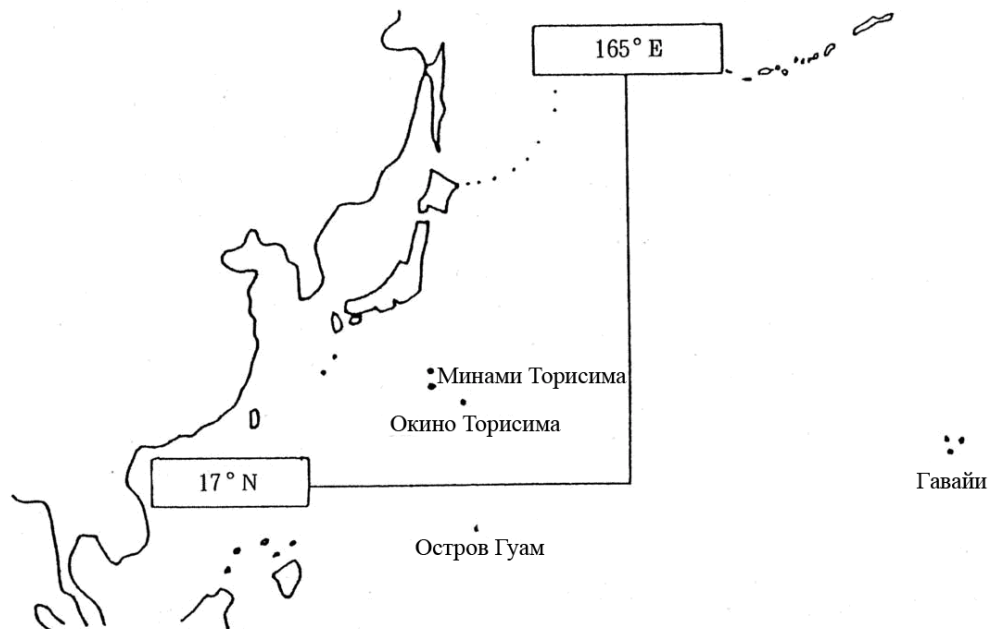 165° E
Минами Торисима
Окино Торисима
17° N
Гавайи
Остров Гуам